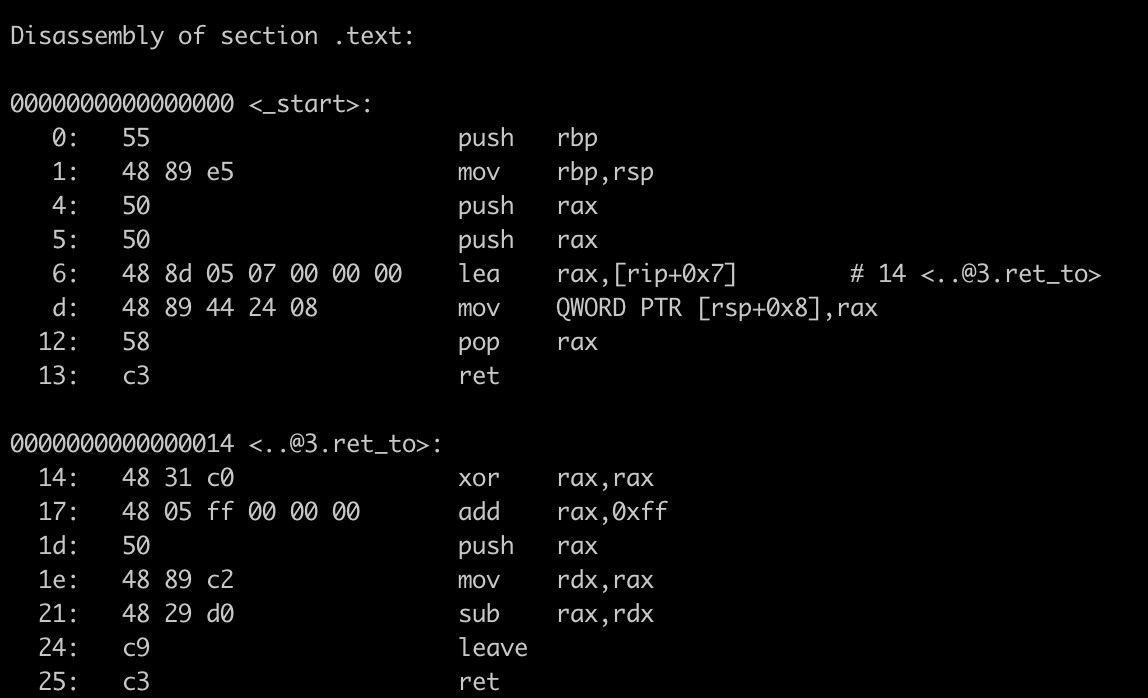 Disassembly of section .text:

0000000000000000 <_start>:
   0:   55                      push   rbp
   1:   48 89 e5                mov    rbp,rsp
   4:   50                      push   rax
   5:   50                      push   rax
   6:   48 8d 05 07 00 00 00    lea    rax,[rip+0x7]        # 14 <..@3.ret_to>
   d:   48 89 44 24 08          mov    QWORD PTR [rsp+0x8],rax
  12:   58                      pop    rax
  13:   c3                      ret

0000000000000014 <..@3.ret_to>:
  14:   48 31 c0                xor    rax,rax
  17:   48 05 ff 00 00 00       add    rax,0xff
  1d:   50                      push   rax
  1e:   48 89 c2                mov    rdx,rax
  21:   48 29 d0                sub    rax,rdx
  24:   c9                      leave
  25:   c3                      ret